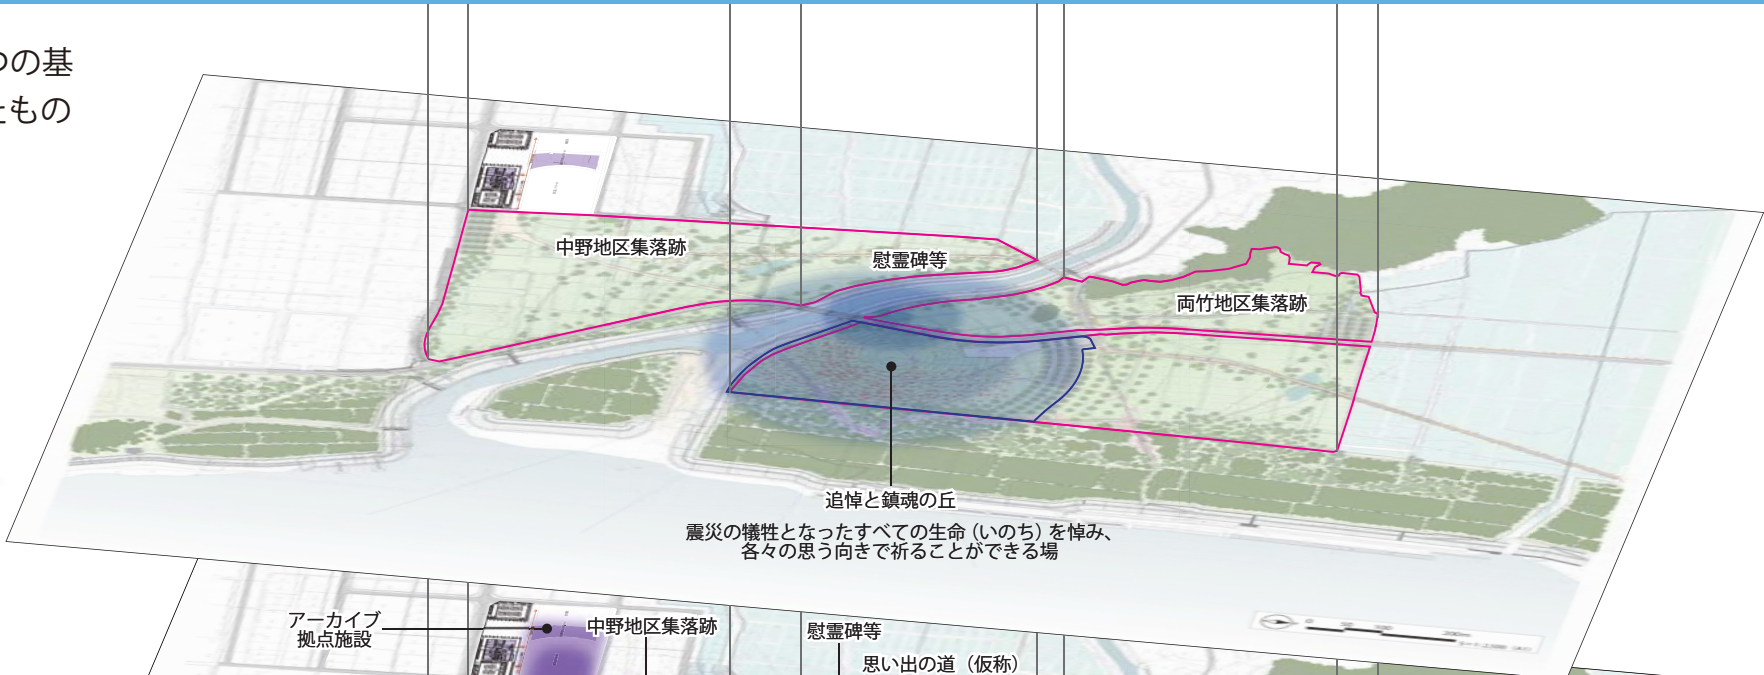 つの基
たもの
中野地区集落跡
慰霊碑等
両竹地区集落跡
追悼と鎮魂の丘
震災の犠牲となったすべての生命(いのち)を悼み、
各々の思う向きで祈ることができる場
アーカイブ
拠点施設
中野地区集落跡
慰霊碑等
思い出の道(仮称)